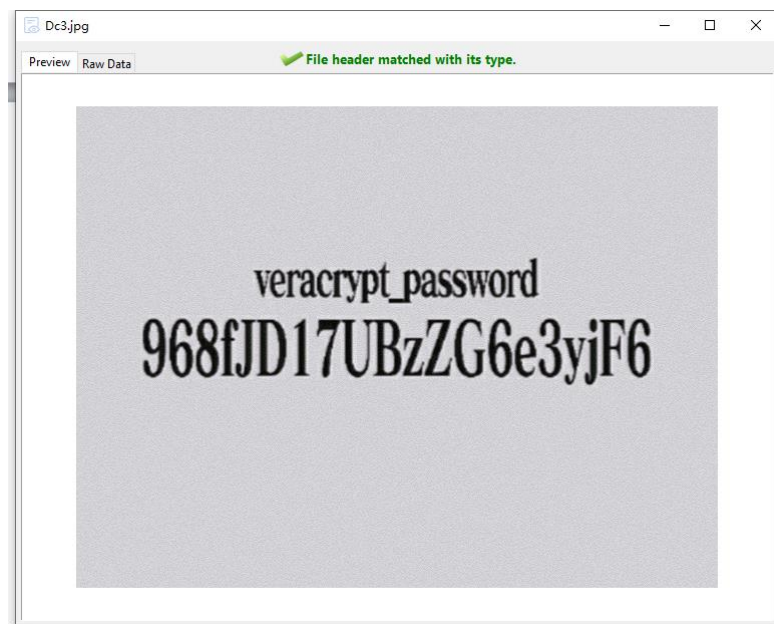 Dc3.jpg
Preview
Raw Data
File header matched with its type.
veracrypt_password
968fJD17UBzZG6e3yjF6